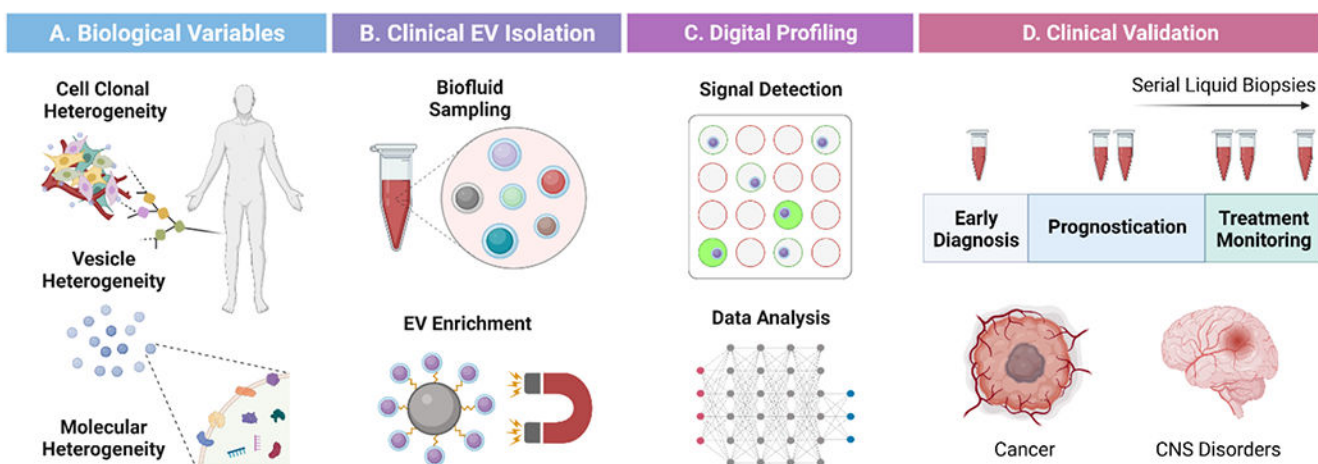 A. Biological Variables
Cell Clonal
Heterogeneity
Vesicle
Heterogeneity
Molecular
Heterogeneity
B. Clinical EV Isolation
Biofluid
Sampling
EV Enrichment
C. Digital Profiling
Signal Detection
Data Analysis
D. Clinical Validation
Serial Liquid Biopsies
Early
Diagnosis
Prognostication
Treatment
Monitoring
Cancer
CNS Disorders